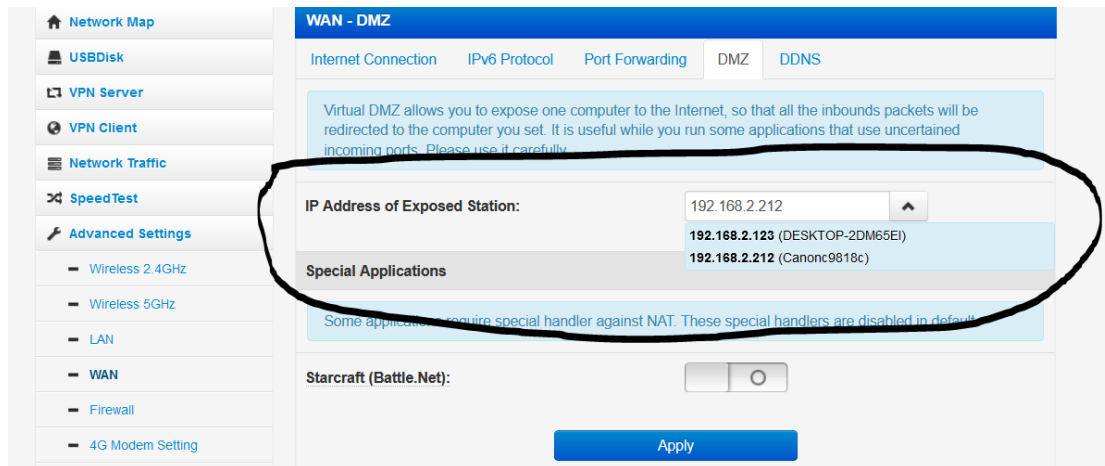 Network Map
USBDisk
VPN Server
VPN Client
Network Traffic
SpeedTest
Advanced Settings
Wireless 2.4GHz
Wireless 5GHz
LAN
WAN
Firewall
4G Modem Setting
WAN - DMZ
Internet Connection IPv6 Protocol Port Forwarding DMZ DDNS
Virtual DMZ allows you to expose one computer to the Internet, so that all the inbounds packets will be
redirected to the computer you set. It is useful while you run some applications that use uncertained
incoming ports. Please use it carefully.
IP Address of Exposed Station: 192.168.2.212
192.168.2.123 (DESKTOP-2DM65EI)
192.168.2.212 (Canonc9818c)
Special Applications
Some applications require special handler against NAT. These special handlers are disabled in default
Starcraft (Battle.Net):
Apply